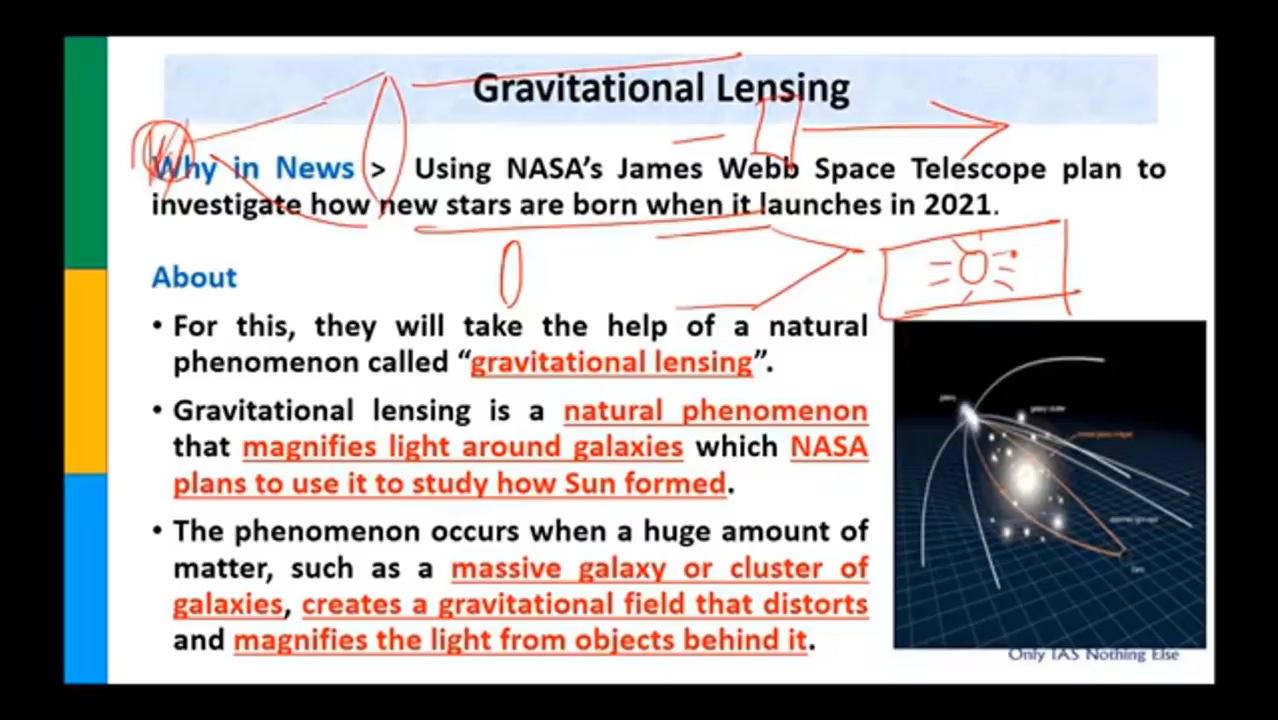 Gravitational Lensing
Why in News > Using NASA's James Webb Space Telescope plan to
investigate how new stars are born when it launches in 2021.
About
• For this, they will take the help of a natural
phenomenon called “gravitational lensing”.
• Gravitational lensing is a natural phenomenon
that magnifies light around galaxies which NASA
plans to use it to study how Sun formed.
• The phenomenon occurs when a huge amount of
matter, such as a massive galaxy or cluster of
galaxies, creates a gravitational field that distorts
and magnifies the light from objects behind it.
galaxy cluster
Only IAS Nothing Else